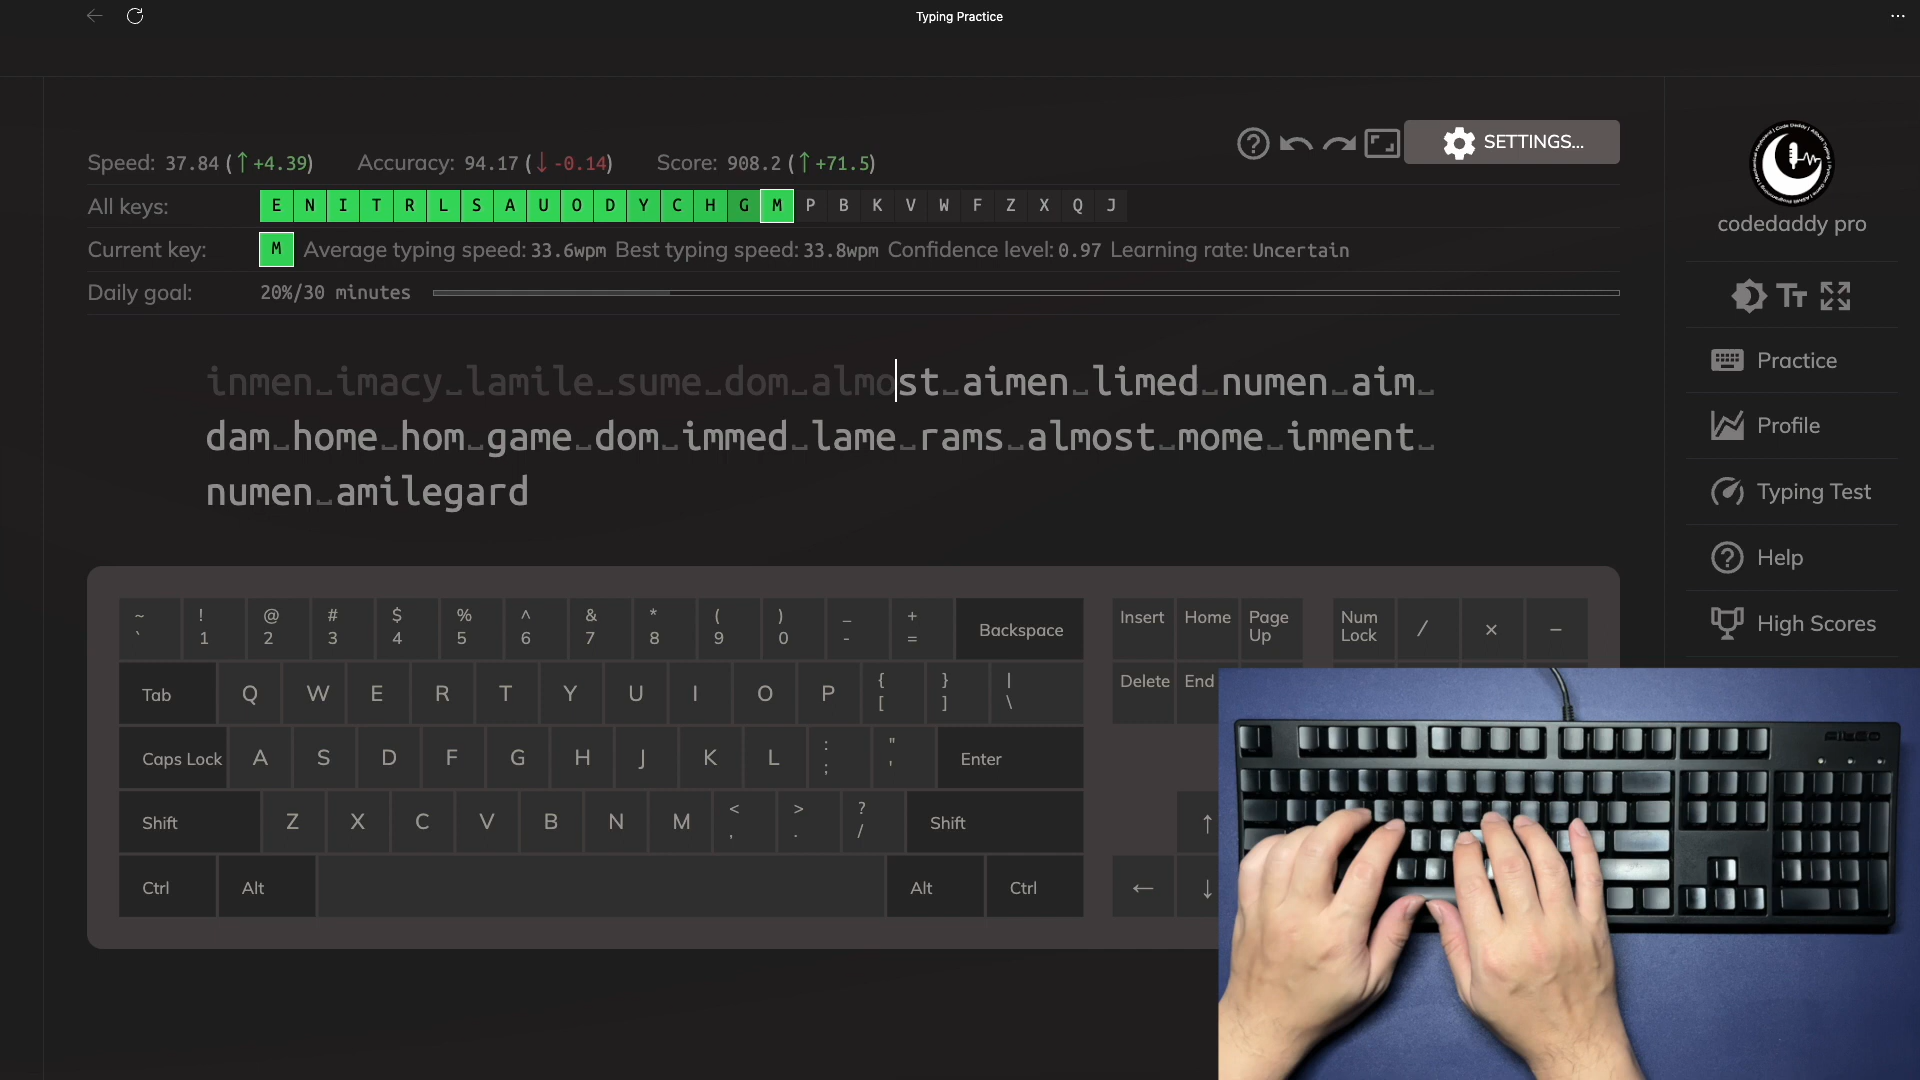 Typing Practice
Speed: 37.84 (↑+4.39) Accuracy: 94.17 (↓-0.14) Score: 908.2 (↑+71.5)
SETTINGS...
All keys: E N I T R L S A U O D Y C H G M P B K V W F Z X Q J
Current key: M Average typing speed: 33.6wpm Best typing speed: 33.8wpm Confidence level: 0.97 Learning rate: Uncertain
Daily goal: 20%/30 minutes
inmen␣imacy␣lamile␣sume␣dom␣almost␣aimen␣limed␣numen␣aim␣
dam␣home␣hom␣game␣dom␣immed␣lame␣rams␣almost␣mome␣imment␣
numen␣amilegard
codedaddy pro
Practice
Profile
Typing Test
Help
High Scores
~ ! @ # $ % ^ & * ( ) _ +
` 1 2 3 4 5 6 7 8 9 0 - = Backspace
Insert Home Page Up Num Lock / × −
Tab Q W E R T Y U I O P { [ } ] | \
Delete End
Caps Lock A S D F G H J K L : ; " ' Enter
Shift Z X C V B N M < , > . ? / Shift
↑
Ctrl Alt Alt Ctrl
← ↓